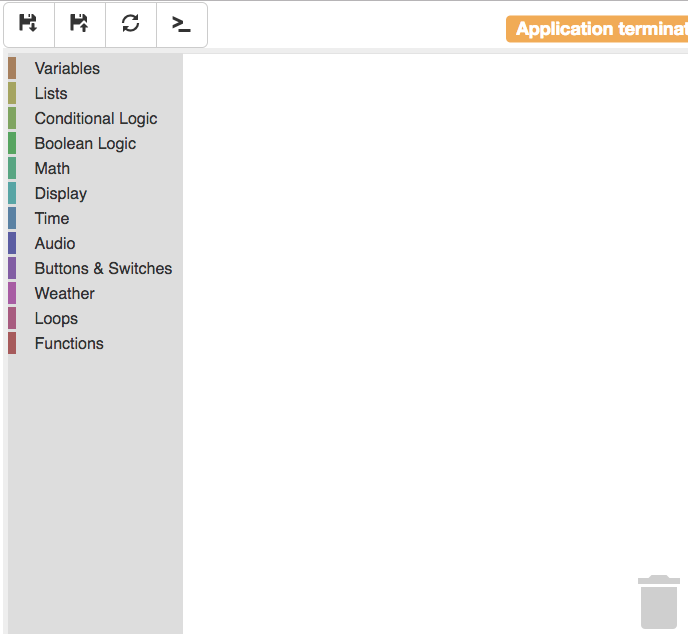 Application terminat
Variables
Lists
Conditional Logic
Boolean Logic
Math
Display
Time
Audio
Buttons & Switches
Weather
Loops
Functions